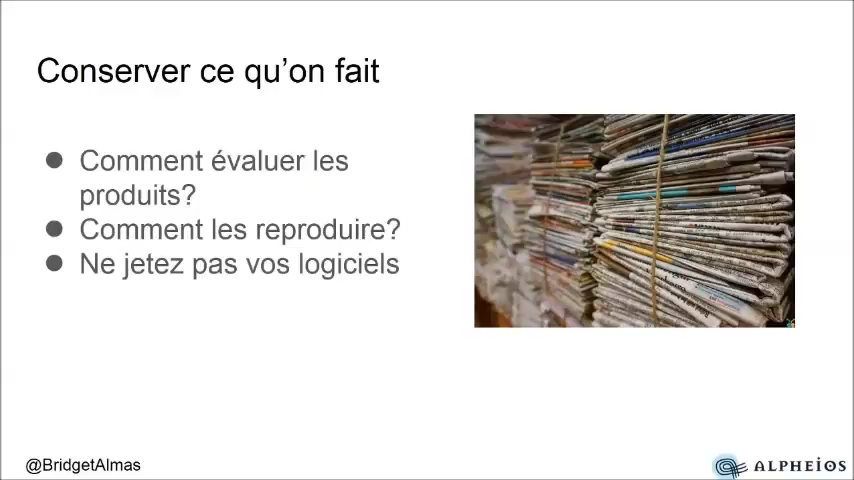 Conserver ce qu'on fait
● Comment évaluer les
produits?
● Comment les reproduire?
● Ne jetez pas vos logiciels
@BridgetAlmas
ALPHEIOS